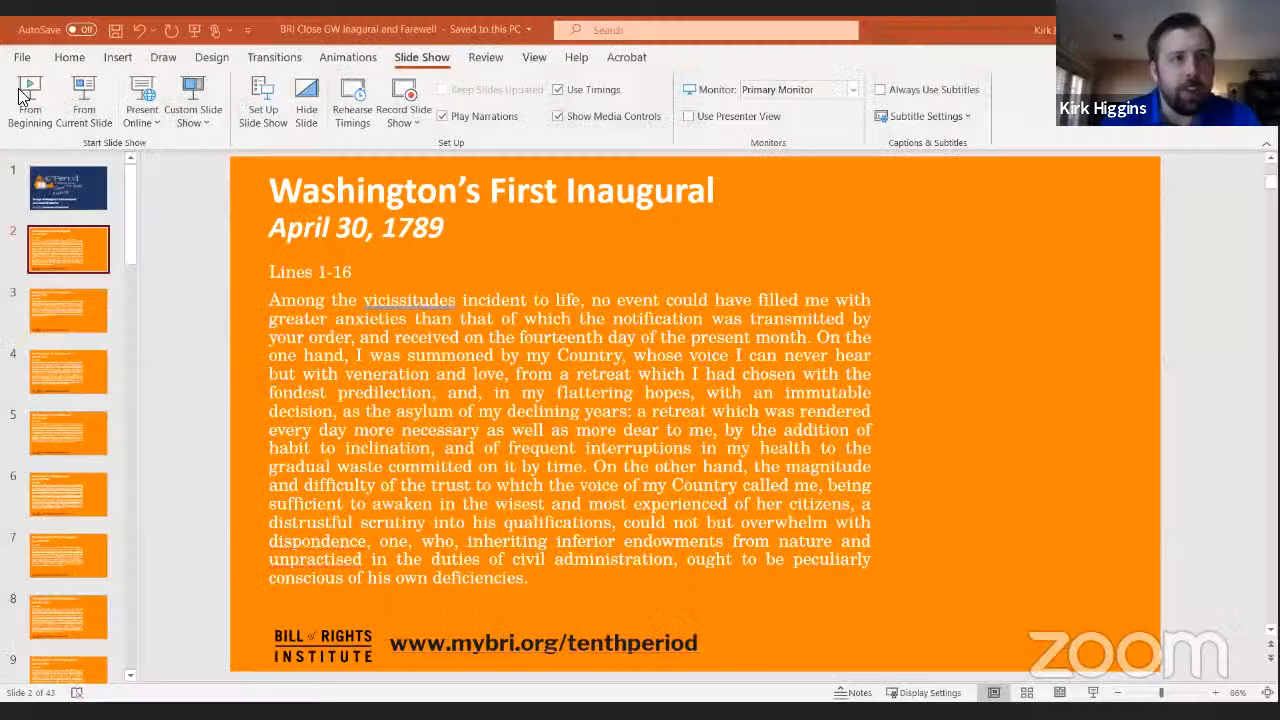 AutoSave Off
BRI Close GW Inagural and Farewell - Saved to this PC
Search
Kirk H
File Home Insert Draw Design Transitions Animations Slide Show Review View Help Acrobat
Kirk Higgins
From Beginning
From Current Slide
Present Online
Custom Slide Show
Set Up Slide Show
Hide Slide
Rehearse Timings
Record Slide Show
Keep Slides Updated
Play Narrations
Use Timings
Show Media Controls
Monitor: Primary Monitor
Use Presenter View
Always Use Subtitles
Subtitle Settings
Start Slide Show
Set Up
Monitors
Captions & Subtitles
1
2
3
4
5
6
7
8
9
Washington's First Inaugural
April 30, 1789
Lines 1-16
Among the vicissitudes incident to life, no event could have filled me with
greater anxieties than that of which the notification was transmitted by
your order, and received on the fourteenth day of the present month. On the
one hand, I was summoned by my Country, whose voice I can never hear
but with veneration and love, from a retreat which I had chosen with the
fondest predilection, and, in my flattering hopes, with an immutable
decision, as the asylum of my declining years: a retreat which was rendered
every day more necessary as well as more dear to me, by the addition of
habit to inclination, and of frequent interruptions in my health to the
gradual waste committed on it by time. On the other hand, the magnitude
and difficulty of the trust to which the voice of my Country called me, being
sufficient to awaken in the wisest and most experienced of her citizens, a
distrustful scrutiny into his qualifications, could not but overwhelm with
dispondence, one, who, inheriting inferior endowments from nature and
unpractised in the duties of civil administration, ought to be peculiarly
conscious of his own deficiencies.
BILL of RIGHTS
INSTITUTE
www.mybri.org/tenthperiod
zoom
Slide 2 of 43
Notes
Display Settings
86%